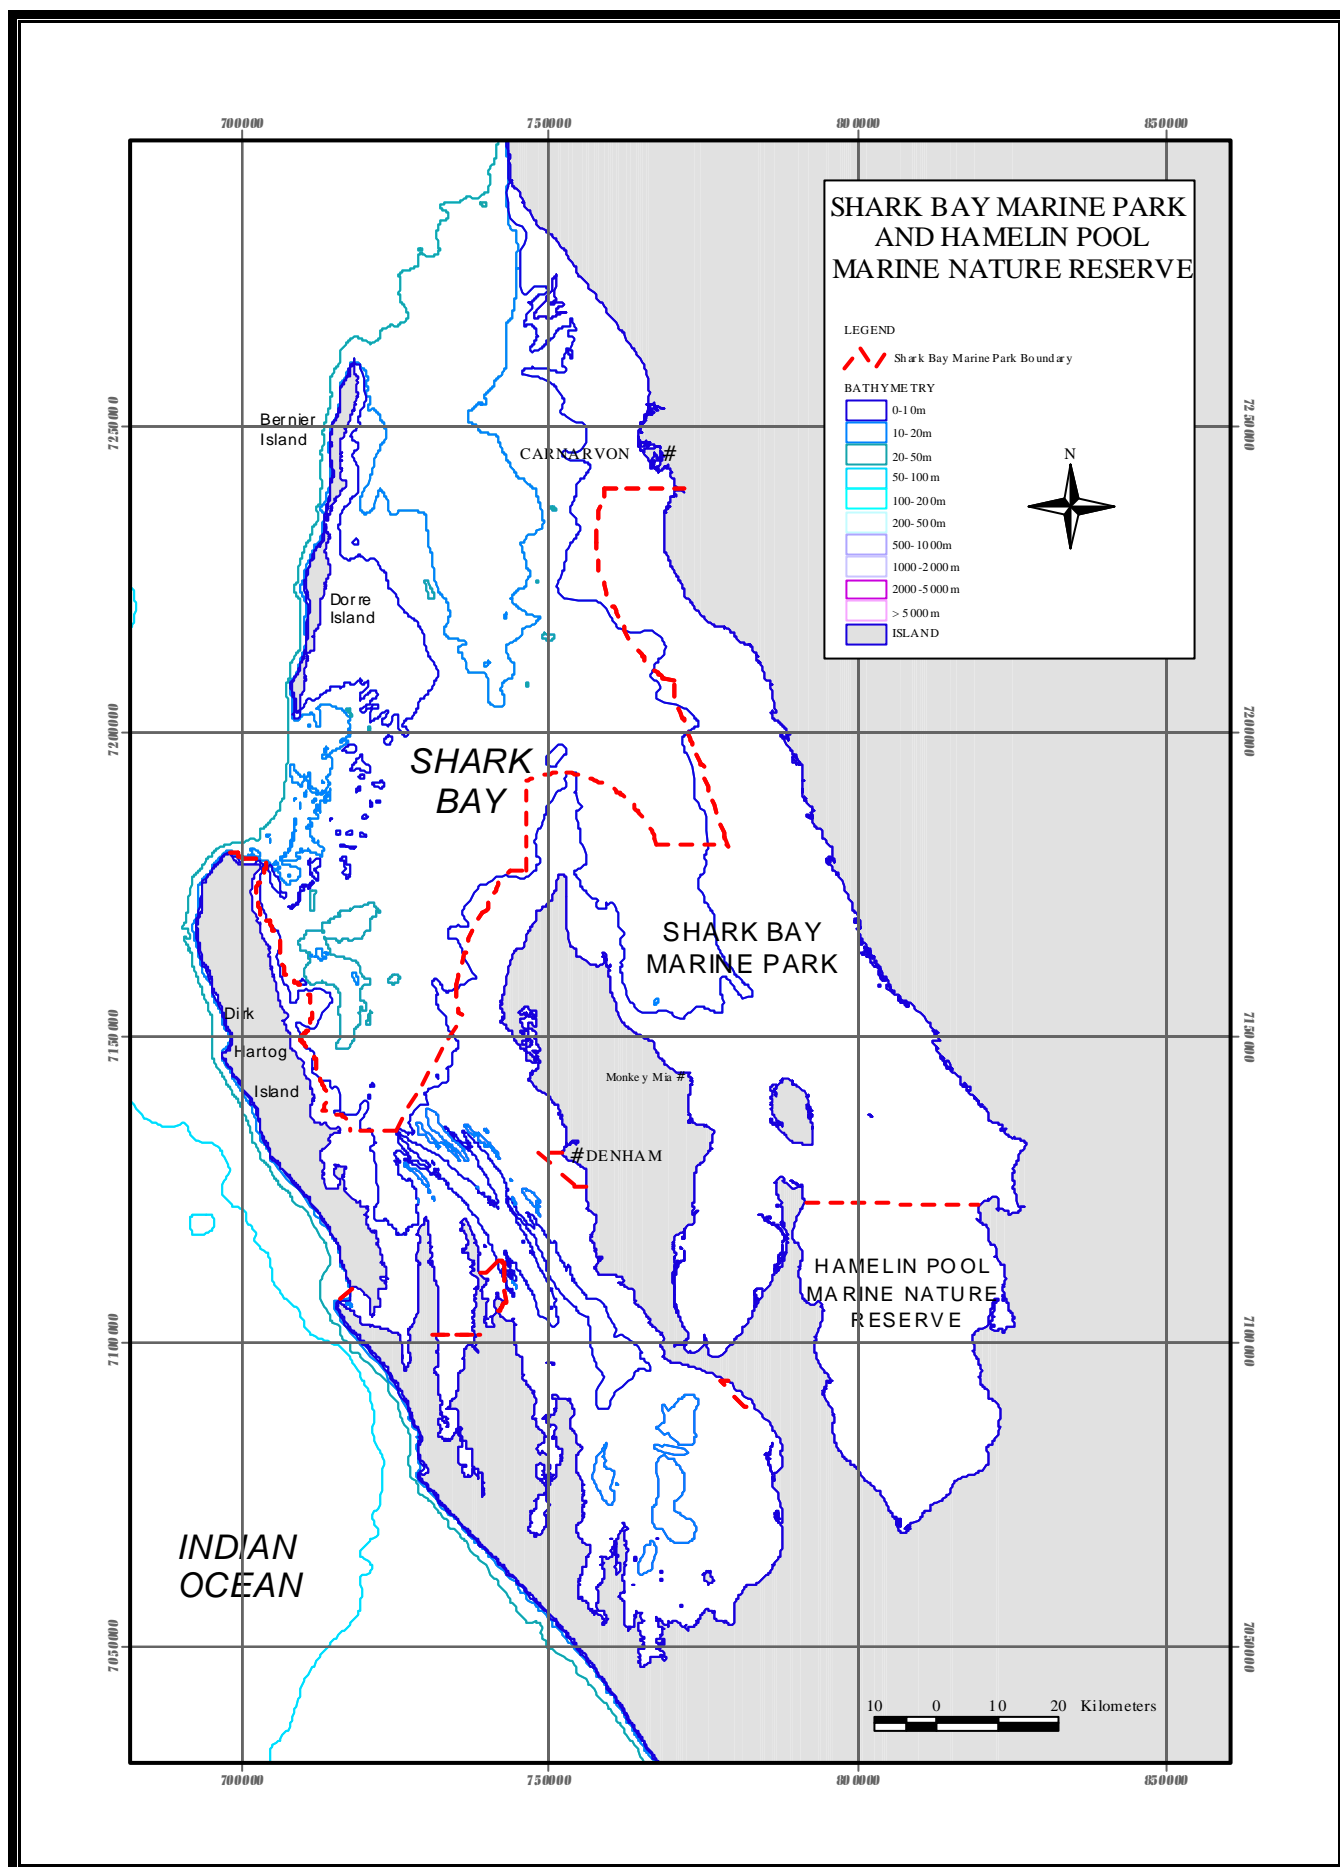 700000
750000
800000
850000
SHARK BAY MARINE PARK
AND HAMELIN POOL
MARINE NATURE RESERVE
LEGEND
Shark Bay Marine Park Boundary
BATHYMETRY
0-10m
10-20m
20-50m
50-100m
100-200m
200-500m
500-1000m
1000-2000m
2000-5000m
>5000m
ISLAND
N
7250000
7250000
Bernier
Island
CARNARVON #
Dorre
Island
7200000
7200000
SHARK
BAY
SHARK BAY
MARINE PARK
Dirk
Hartog
Island
7150000
7150000
Monkey Mia #
#DENHAM
HAMELIN POOL
MARINE NATURE
RESERVE
7100000
7100000
INDIAN
OCEAN
7050000
7050000
10 0 10 20 Kilometers
700000
750000
800000
850000